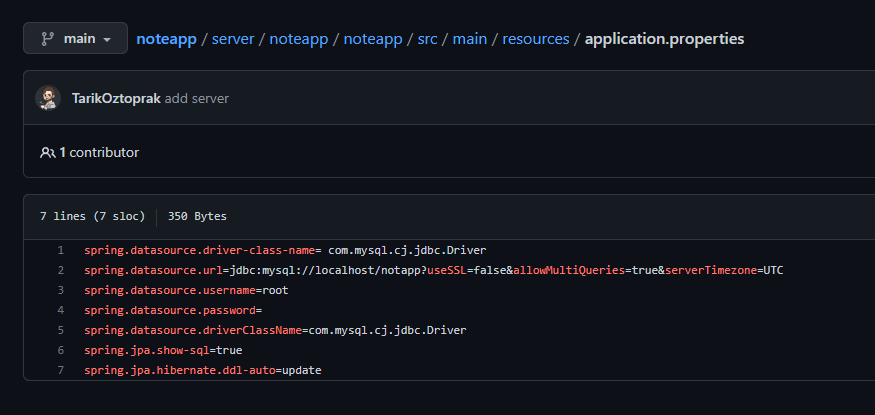 main noteapp / server / noteapp / noteapp / src / main / resources / application.properties
TarikOztoprak add server
1 contributor
7 lines (7 sloc) 350 Bytes
1 spring.datasource.driver-class-name= com.mysql.cj.jdbc.Driver
2 spring.datasource.url=jdbc:mysql://localhost/notapp?useSSL=false&allowMultiQueries=true&serverTimezone=UTC
3 spring.datasource.username=root
4 spring.datasource.password=
5 spring.datasource.driverClassName=com.mysql.cj.jdbc.Driver
6 spring.jpa.show-sql=true
7 spring.jpa.hibernate.ddl-auto=update